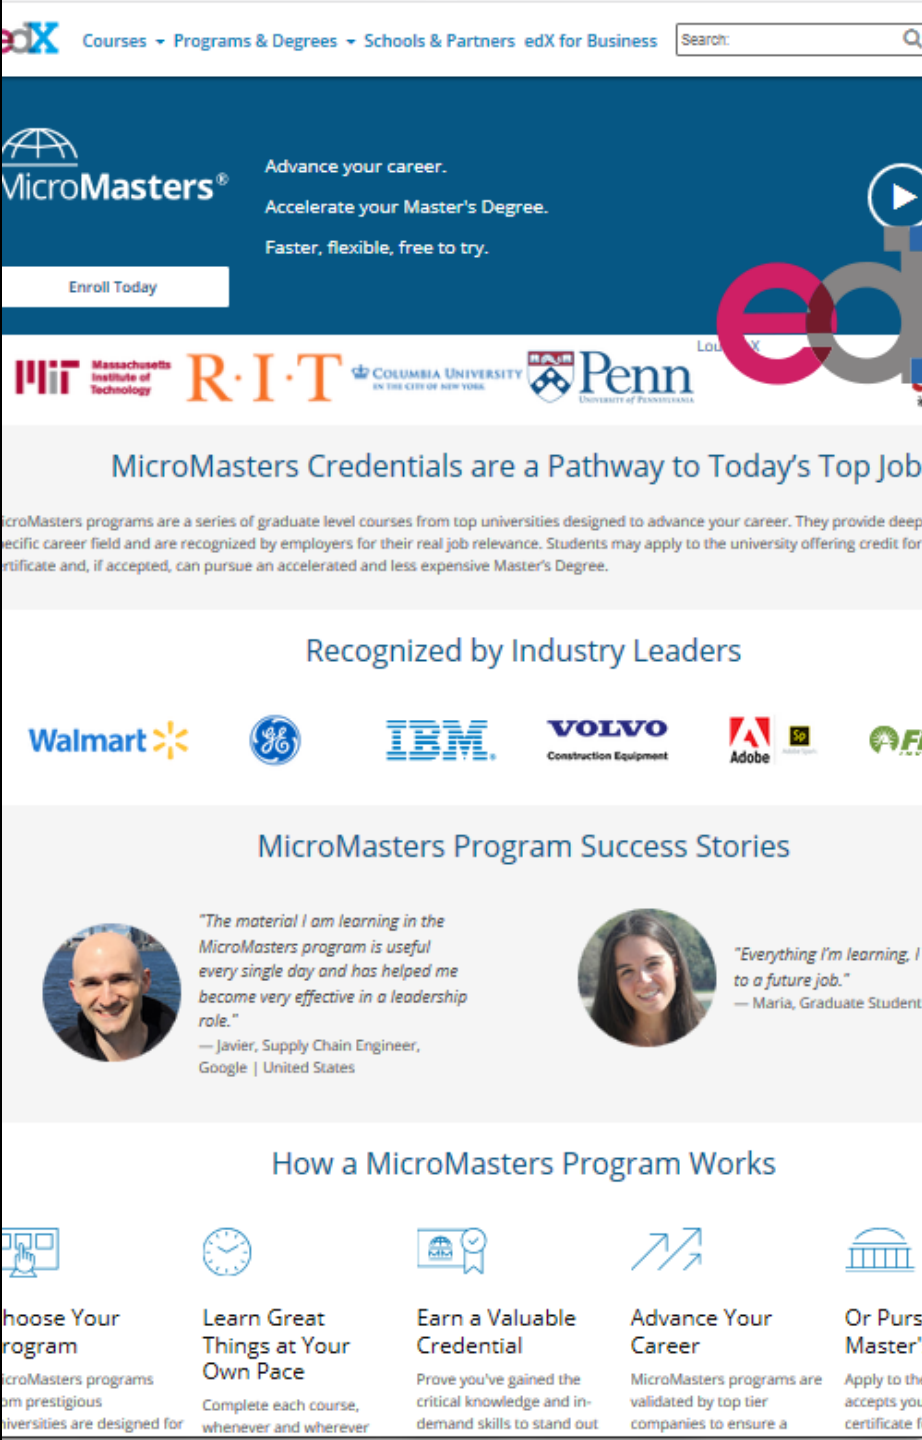 edX Courses Programs & Degrees Schools & Partners edX for Business Search:
MicroMasters®
Advance your career.
Accelerate your Master's Degree.
Faster, flexible, free to try.
Enroll Today
ed
Lou X
MIT Massachusetts Institute of Technology R·I·T COLUMBIA UNIVERSITY IN THE CITY OF NEW YORK Penn UNIVERSITY of PENNSYLVANIA
MicroMasters Credentials are a Pathway to Today's Top Job
icroMasters programs are a series of graduate level courses from top universities designed to advance your career. They provide deep
ecific career field and are recognized by employers for their real job relevance. Students may apply to the university offering credit for
rtificate and, if accepted, can pursue an accelerated and less expensive Master's Degree.
Recognized by Industry Leaders
Walmart GE IBM. VOLVO Construction Equipment Adobe Sp Adobe Spark
MicroMasters Program Success Stories
"The material I am learning in the
MicroMasters program is useful
every single day and has helped me
become very effective in a leadership
role."
— Javier, Supply Chain Engineer,
Google | United States
"Everything I'm learning, I
to a future job."
— Maria, Graduate Student
How a MicroMasters Program Works
MM
hoose Your
rogram
icroMasters programs
om prestigious
niversities are designed for
Learn Great
Things at Your
Own Pace
Complete each course,
whenever and wherever
Earn a Valuable
Credential
Prove you've gained the
critical knowledge and in-
demand skills to stand out
Advance Your
Career
MicroMasters programs are
validated by top tier
companies to ensure a
Or Purs
Master'
Apply to the
accepts you
certificate f